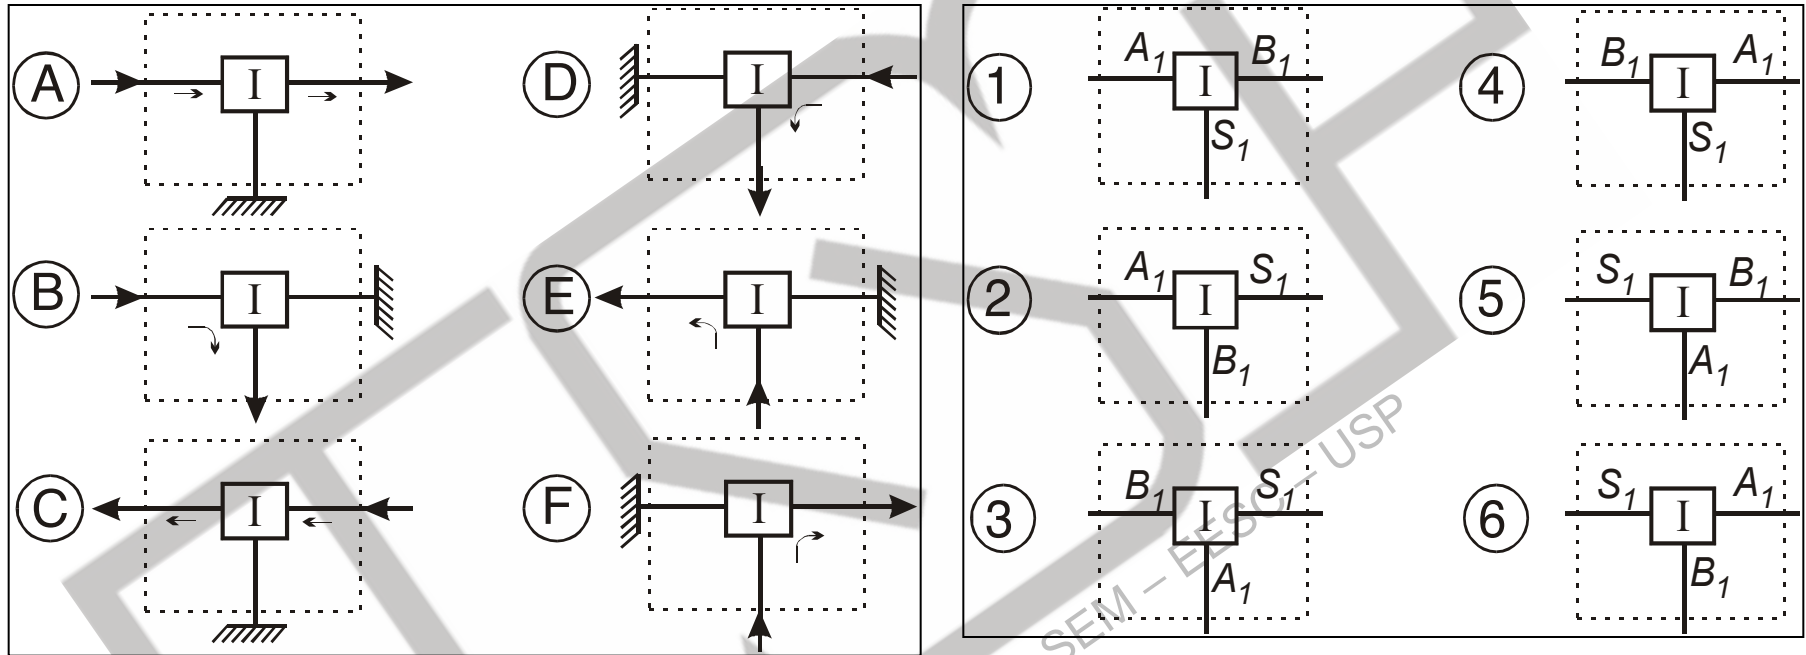 A
I
D
I
B
I
E
I
C
I
F
I
1
A1 B1
I
S1
4
B1 A1
I
S1
2
A1 S1
I
B1
5
S1 B1
I
A1
3
B1 S1
I
A1
6
S1 A1
I
B1
SEM – EESC – USP